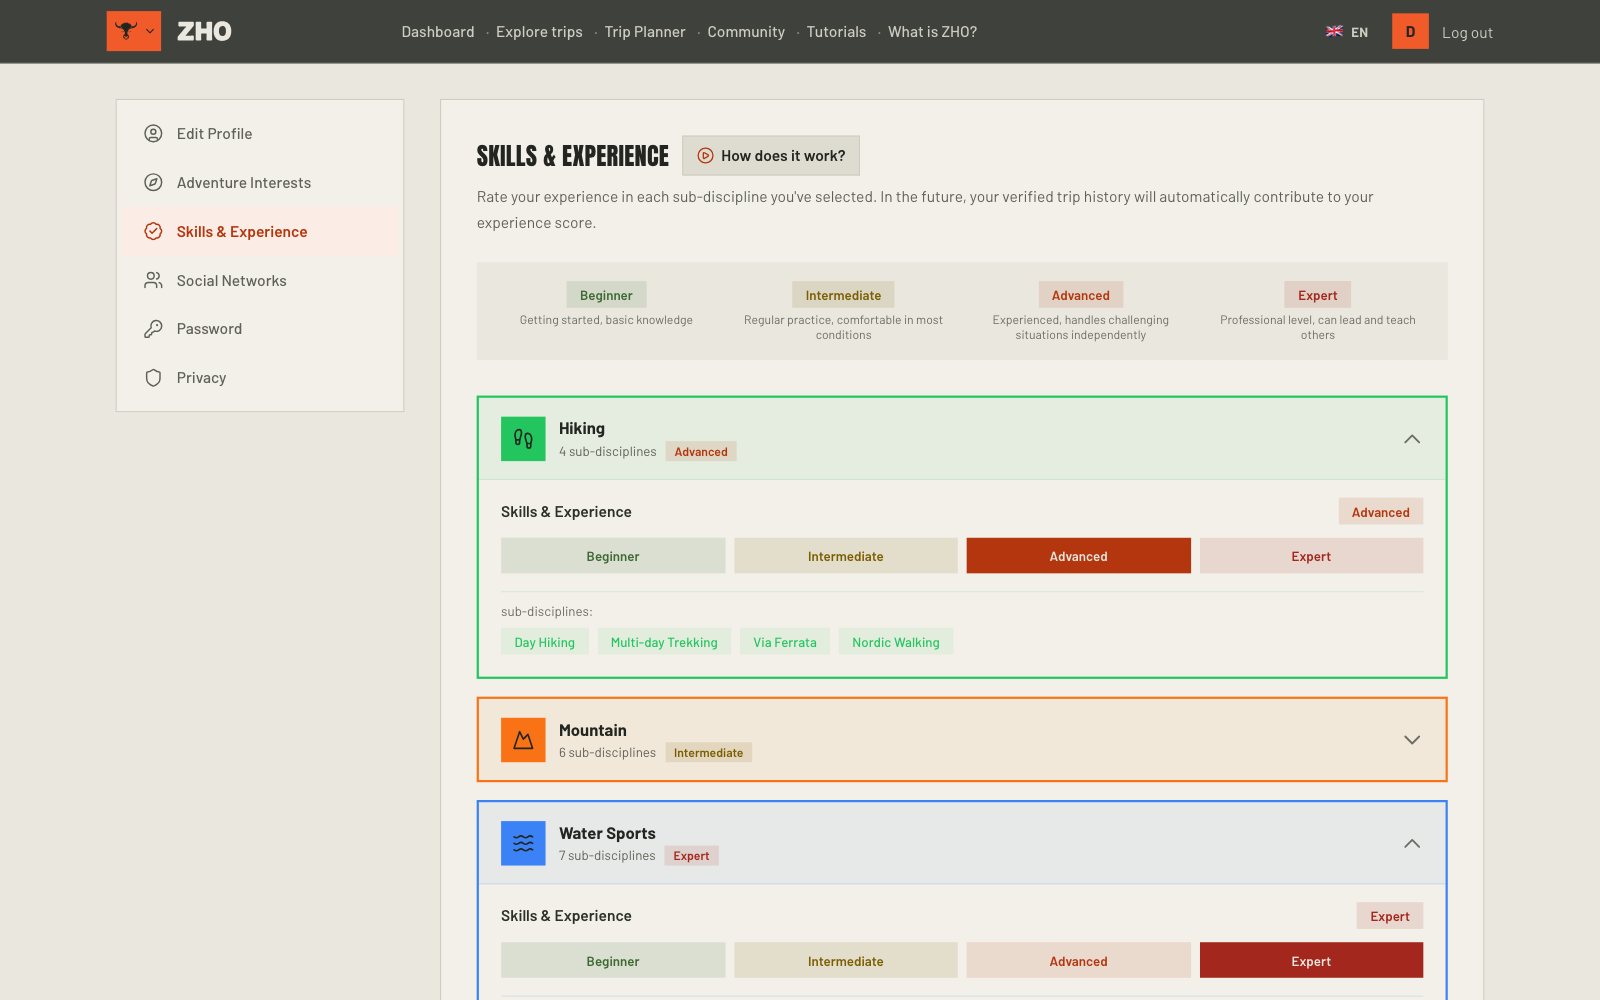 ZHO
Dashboard · Explore trips · Trip Planner · Community · Tutorials · What is ZHO?
EN
D
Log out
Edit Profile
Adventure Interests
Skills & Experience
Social Networks
Password
Privacy
SKILLS & EXPERIENCE
How does it work?
Rate your experience in each sub-discipline you've selected. In the future, your verified trip history will automatically contribute to your
experience score.
Beginner
Getting started, basic knowledge
Intermediate
Regular practice, comfortable in most
conditions
Advanced
Experienced, handles challenging
situations independently
Expert
Professional level, can lead and teach
others
Hiking
4 sub-disciplines Advanced
Skills & Experience
Advanced
Beginner Intermediate Advanced Expert
sub-disciplines:
Day Hiking Multi-day Trekking Via Ferrata Nordic Walking
Mountain
6 sub-disciplines Intermediate
Water Sports
7 sub-disciplines Expert
Skills & Experience
Expert
Beginner Intermediate Advanced Expert